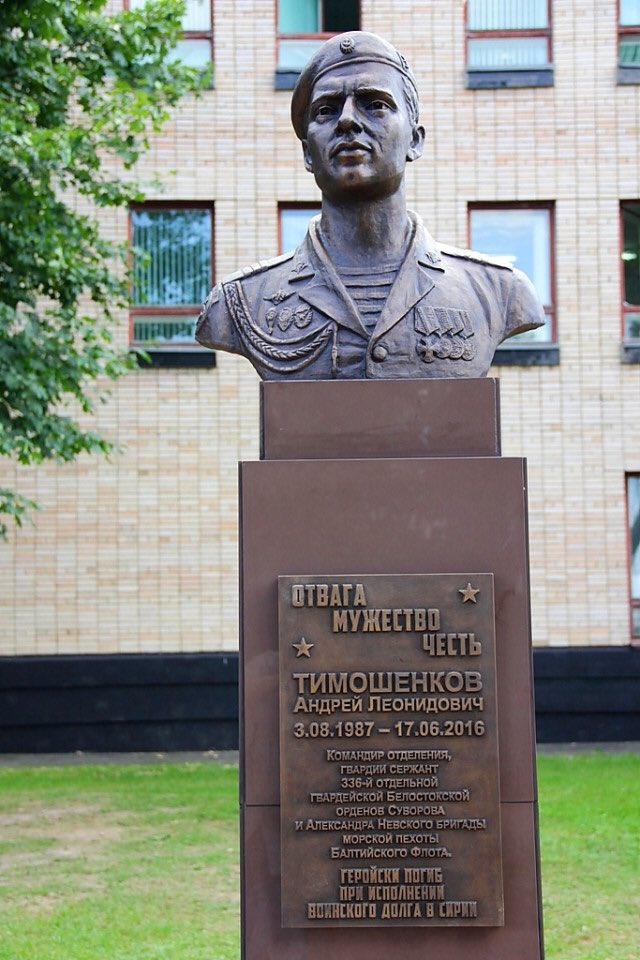 ОТВАГА
МУЖЕСТВО
ЧЕСТЬ
ТИМОШЕНКОВ
АНДРЕЙ ЛЕОНИДОВИЧ
3.08.1987 – 17.06.2016
КОМАНДИР ОТДЕЛЕНИЯ,
ГВАРДИИ СЕРЖАНТ
336-Й ОТДЕЛЬНОЙ
ГВАРДЕЙСКОЙ БЕЛОСТОКСКОЙ
ОРДЕНОВ СУВОРОВА
И АЛЕКСАНДРА НЕВСКОГО БРИГАДЫ
МОРСКОЙ ПЕХОТЫ
БАЛТИЙСКОГО ФЛОТА.
ГЕРОЙСКИ ПОГИБ
ПРИ ИСПОЛНЕНИИ
ВОИНСКОГО ДОЛГА В СИРИИ